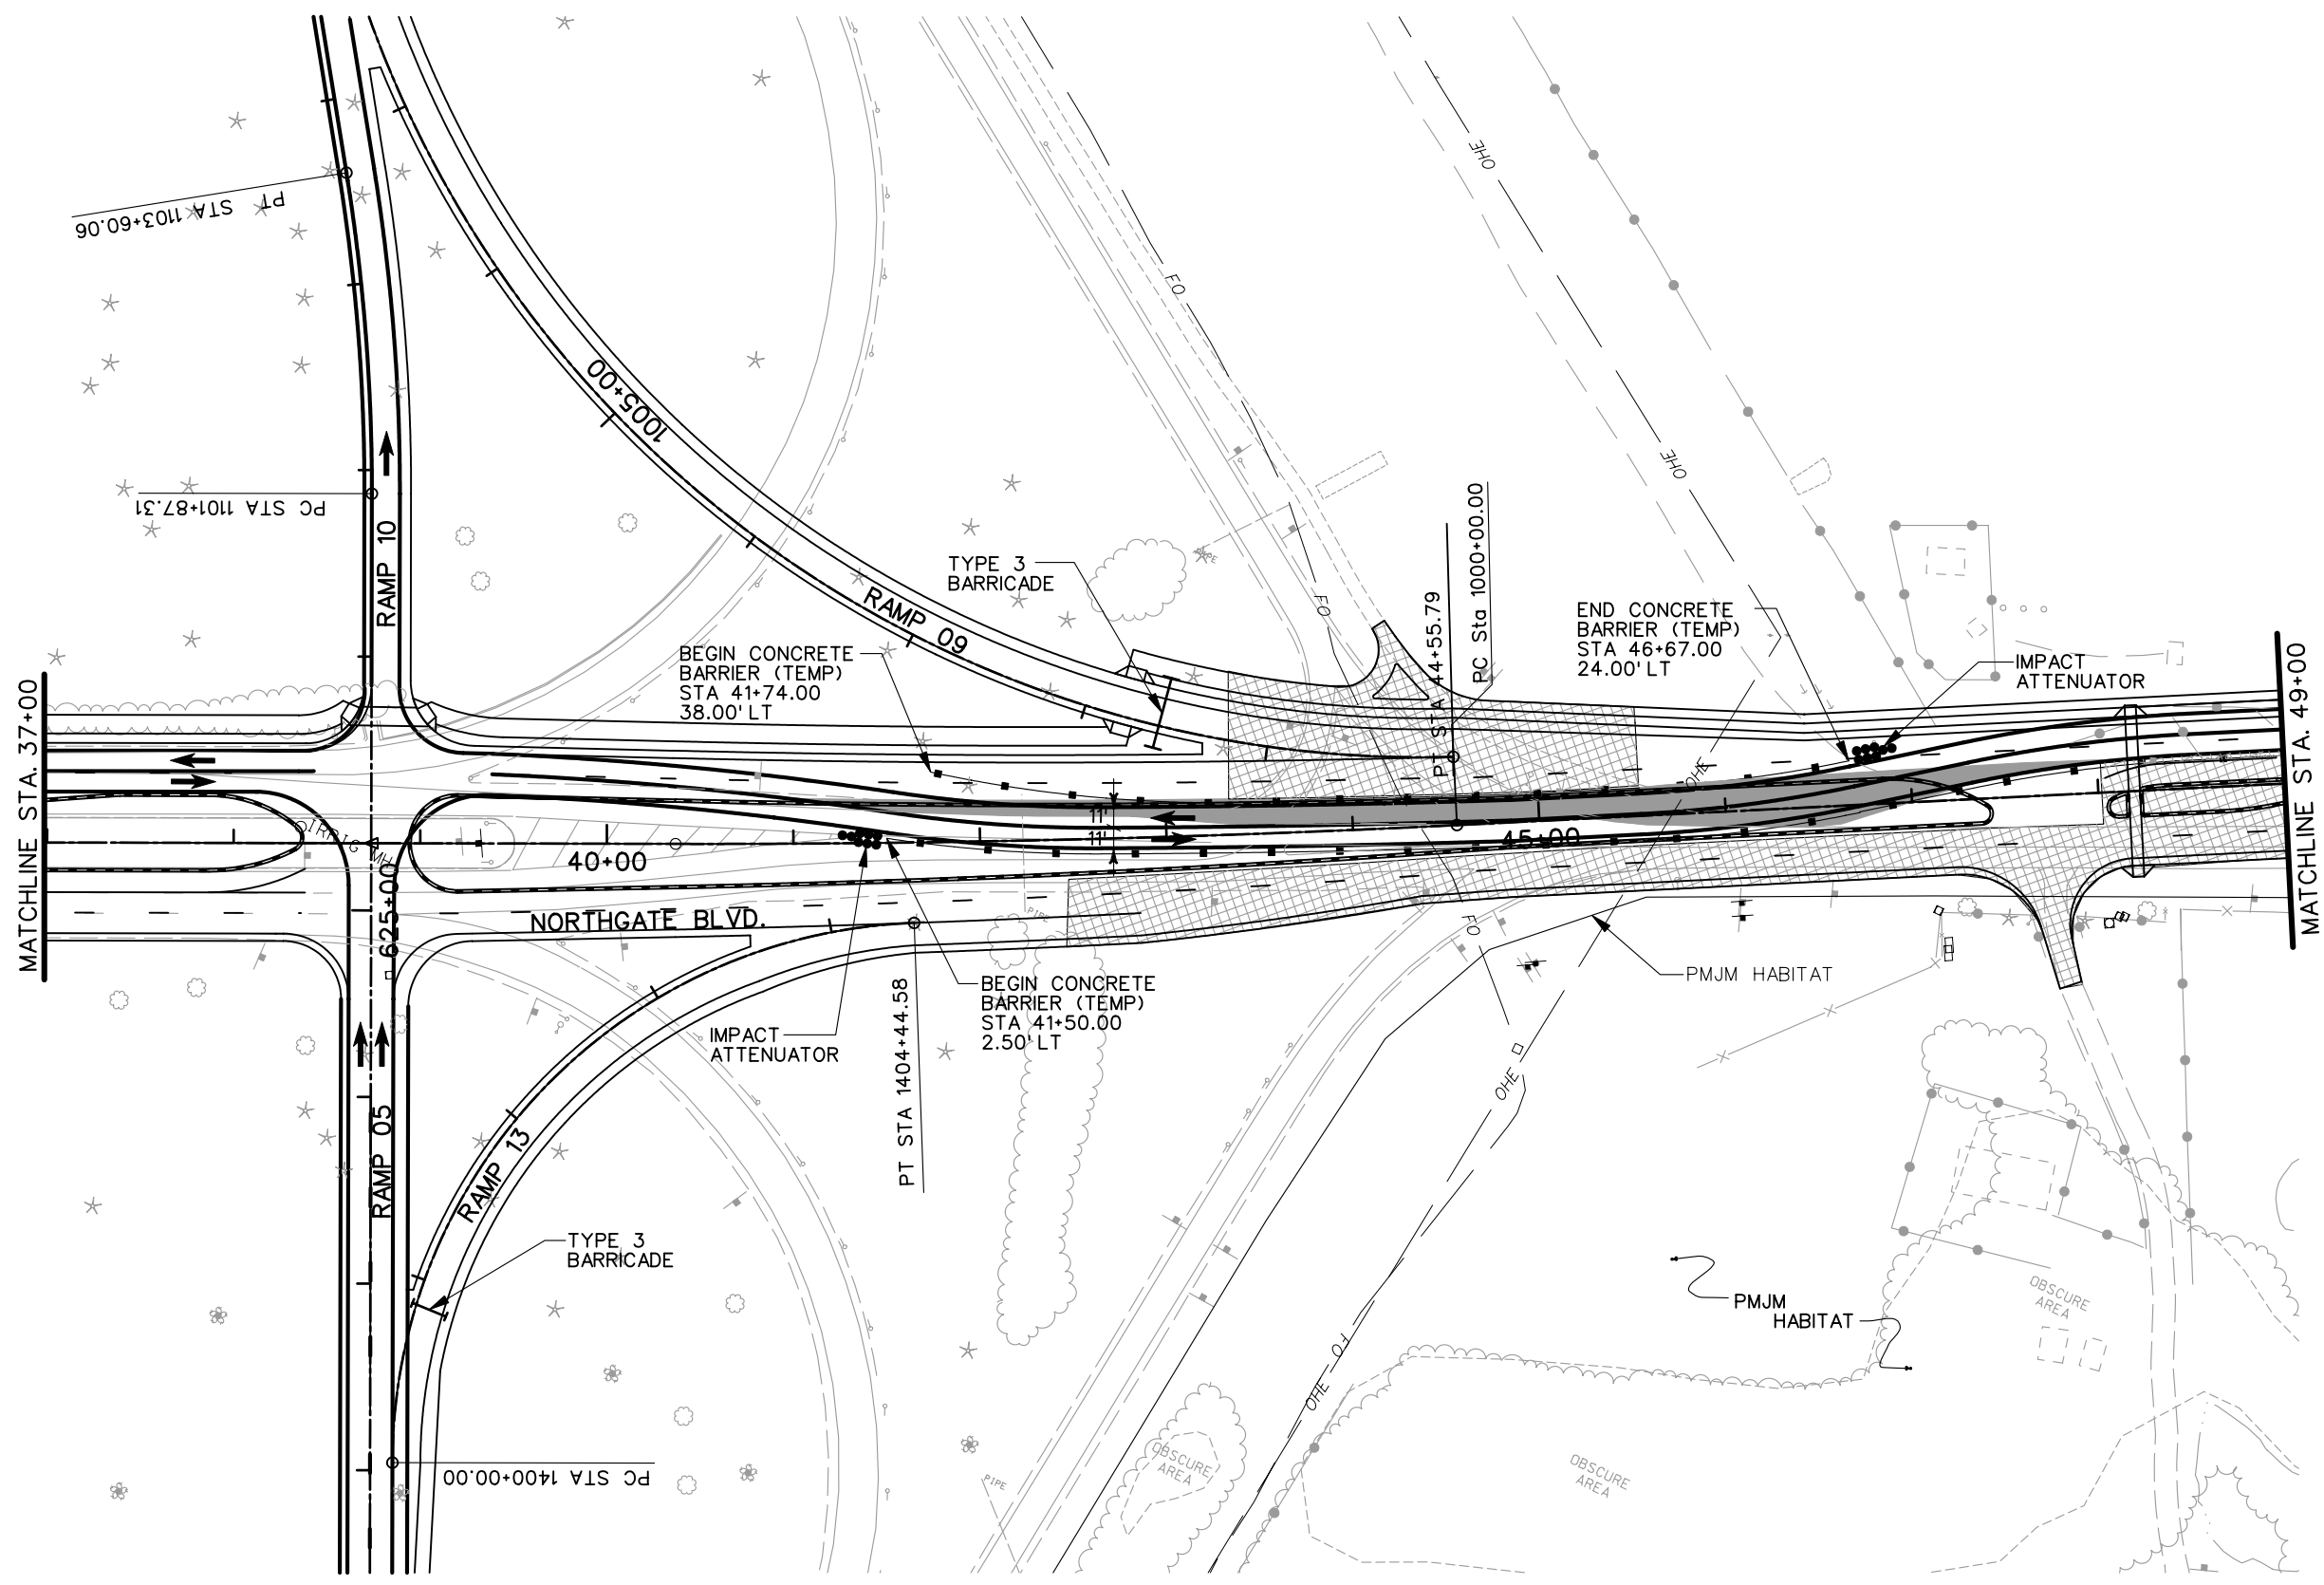 PT STA 1103+60.06
OHE
FO
1005+00
PC STA 1101+87.31
RAMP 10
OHE
PIPE
TYPE 3
BARRICADE
RAMP 09
FO
PT STA 44+55.79
PC Sta 1000+00.00
END CONCRETE
BARRIER (TEMP)
STA 46+67.00
24.00' LT
BEGIN CONCRETE
BARRIER (TEMP)
STA 41+74.00
38.00' LT
IMPACT
ATTENUATOR
MATCHLINE STA. 37+00
MATCHLINE STA. 49+00
OHE
11'
11'
45+00
40+00
625+00
NORTHGATE BLVD.
PIPE
FO
PMJM HABITAT
BEGIN CONCRETE
BARRIER (TEMP)
STA 41+50.00
2.50' LT
IMPACT
ATTENUATOR
PT STA 1404+44.58
OHE
RAMP 05
RAMP 13
TYPE 3
BARRICADE
PMJM
HABITAT
OBSCURE
AREA
FO
OHE
PC STA 1400+00.00
PIPE
OBSCURE
AREA
OBSCURE
AREA